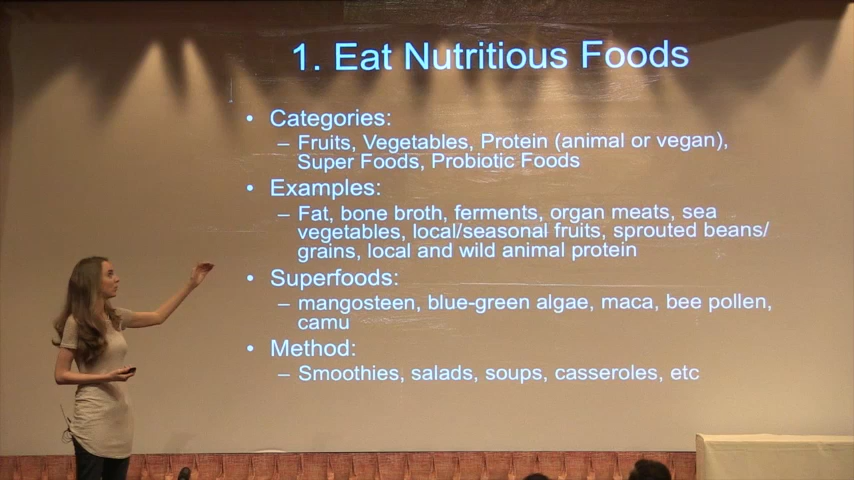 1. Eat Nutritious Foods
• Categories:
– Fruits, Vegetables, Protein (animal or vegan),
Super Foods, Probiotic Foods
• Examples:
– Fat, bone broth, ferments, organ meats, sea
vegetables, local/seasonal fruits, sprouted beans/
grains, local and wild animal protein
• Superfoods:
– mangosteen, blue-green algae, maca, bee pollen,
camu
• Method:
– Smoothies, salads, soups, casseroles, etc